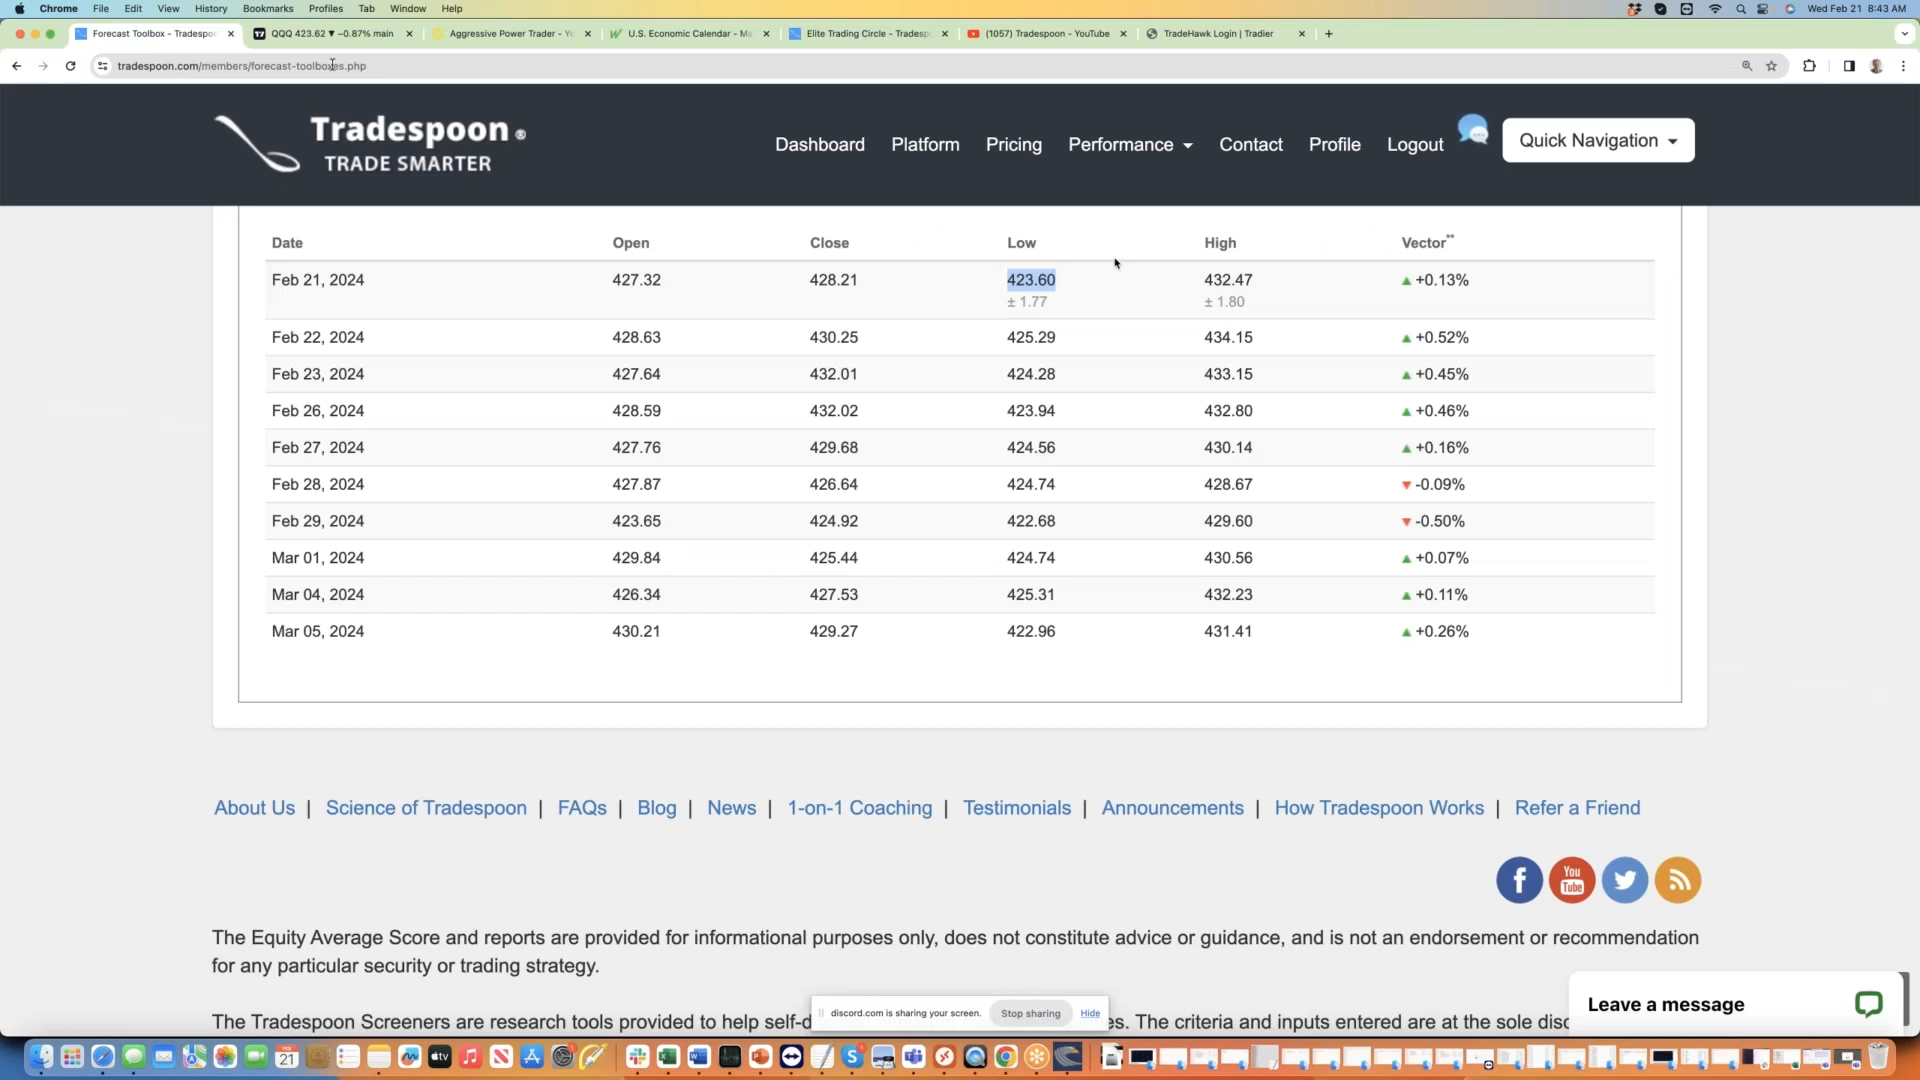 Chrome File Edit View History Bookmarks Profiles Tab Window Help Wed Feb 21 8:43 AM
Forecast Toolbox - Tradespo QQQ 423.62 ▼ −0.87% main Aggressive Power Trader - U.S. Economic Calendar - Elite Trading Circle - Tradesp (1057) Tradespoon - YouTube TradeHawk Login | Tradier
tradespoon.com/members/forecast-toolboxes.php
Tradespoon ®
TRADE SMARTER
Dashboard Platform Pricing Performance Contact Profile Logout Quick Navigation
Date Open Close Low High Vector**
Feb 21, 2024 427.32 428.21 423.60 432.47 +0.13%
± 1.77 ± 1.80
Feb 22, 2024 428.63 430.25 425.29 434.15 +0.52%
Feb 23, 2024 427.64 432.01 424.28 433.15 +0.45%
Feb 26, 2024 428.59 432.02 423.94 432.80 +0.46%
Feb 27, 2024 427.76 429.68 424.56 430.14 +0.16%
Feb 28, 2024 427.87 426.64 424.74 428.67 -0.09%
Feb 29, 2024 423.65 424.92 422.68 429.60 -0.50%
Mar 01, 2024 429.84 425.44 424.74 430.56 +0.07%
Mar 04, 2024 426.34 427.53 425.31 432.23 +0.11%
Mar 05, 2024 430.21 429.27 422.96 431.41 +0.26%
About Us | Science of Tradespoon | FAQs | Blog | News | 1-on-1 Coaching | Testimonials | Announcements | How Tradespoon Works | Refer a Friend
You Tube
The Equity Average Score and reports are provided for informational purposes only, does not constitute advice or guidance, and is not an endorsement or recommendation
for any particular security or trading strategy.
Leave a message
discord.com is sharing your screen. Stop sharing Hide
The Tradespoon Screeners are research tools provided to help self-d es. The criteria and inputs entered are at the sole disc
FEB 21 tv